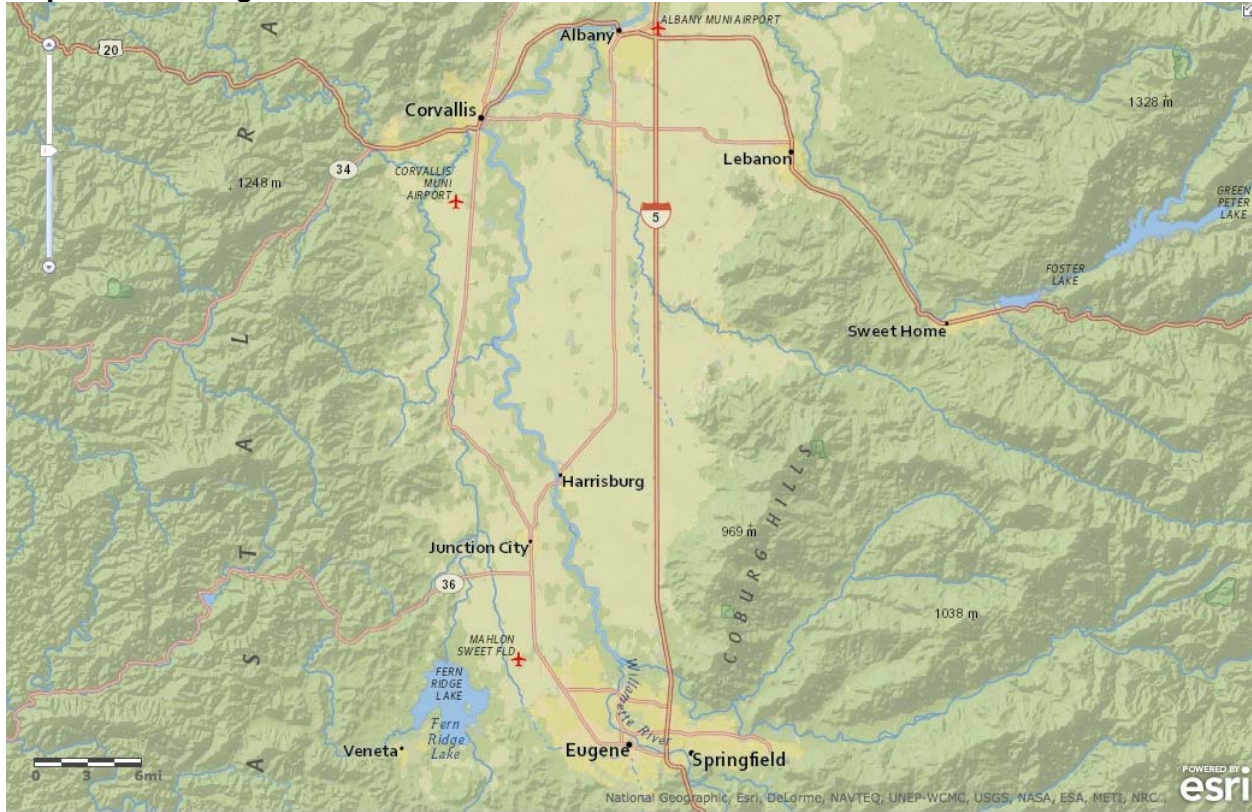 ALBANY MUNI AIRPORT
Albany
20
A
Corvallis
1328 m
R
Lebanon
34
CORVALLIS
MUNI
AIRPORT
1248 m
GREEN
PETER
LAKE
5
FOSTER
LAKE
L
Sweet Home
A
Harrisburg
COBURG HILLS
969 m
Junction City
T
36
1038 m
MAHLON
SWEET FLD
S
FERN
RIDGE
LAKE
Willamette River
Fern
Ridge
Lake
Veneta
Eugene
Springfield
A
0 3 6mi
POWERED BY
esri
National Geographic, Esri, DeLorme, NAVTEQ, UNEP-WCMC, USGS, NASA, ESA, METI, NRC